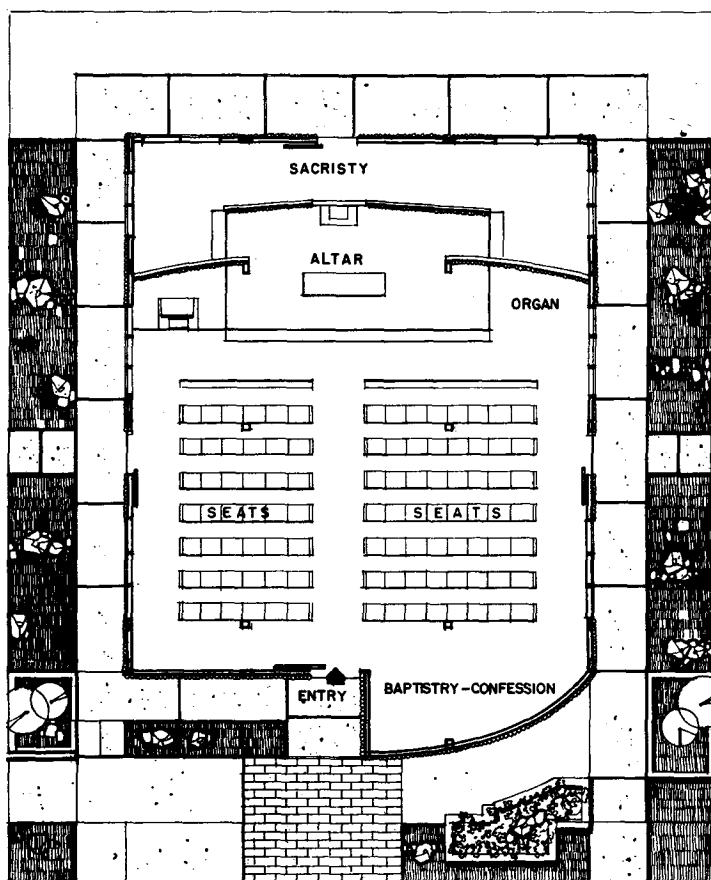 SACRISTY
ALTAR
ORGAN
SEATS
SEATS
ENTRY
BAPTISTRY-CONFESSION